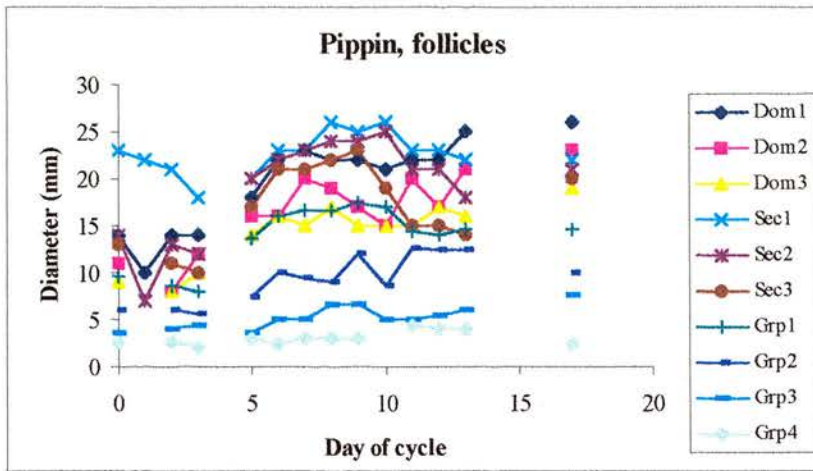 Pippin, follicles
30
25
20
15
10
5
0
Diameter (mm)
0 5 10 15 20
Day of cycle
Dom1
Dom2
Dom3
Sec1
Sec2
Sec3
Grp1
Grp2
Grp3
Grp4